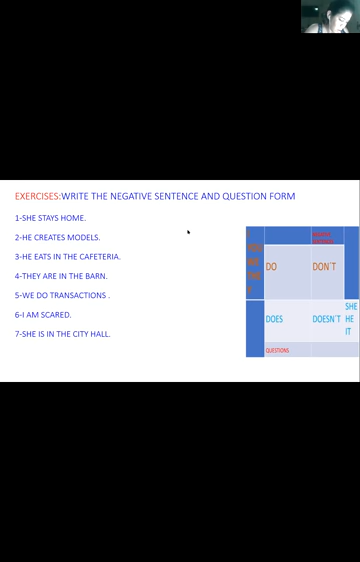 EXERCISES:WRITE THE NEGATIVE SENTENCE AND QUESTION FORM
1-SHE STAYS HOME.
2-HE CREATES MODELS.
3-HE EATS IN THE CAFETERIA.
4-THEY ARE IN THE BARN.
5-WE DO TRANSACTIONS .
6-I AM SCARED.
7-SHE IS IN THE CITY HALL.
DO
DON´T
DOES
DOESN´T
SHE
HE
IT
QUESTIONS